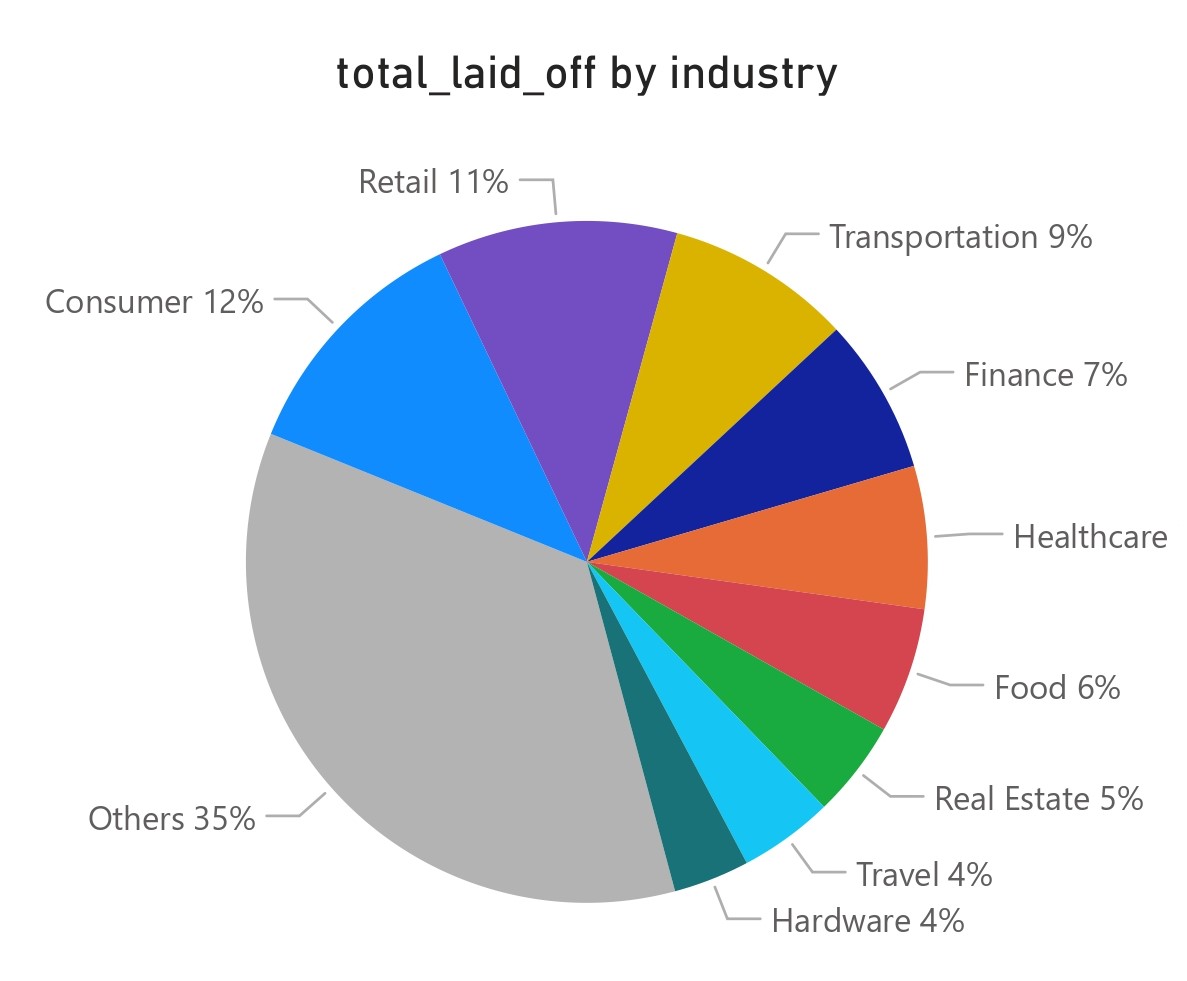 total_laid_off by industry
Retail 11%
Transportation 9%
Consumer 12%
Finance 7%
Healthcare
Food 6%
Real Estate 5%
Others 35%
Travel 4%
Hardware 4%